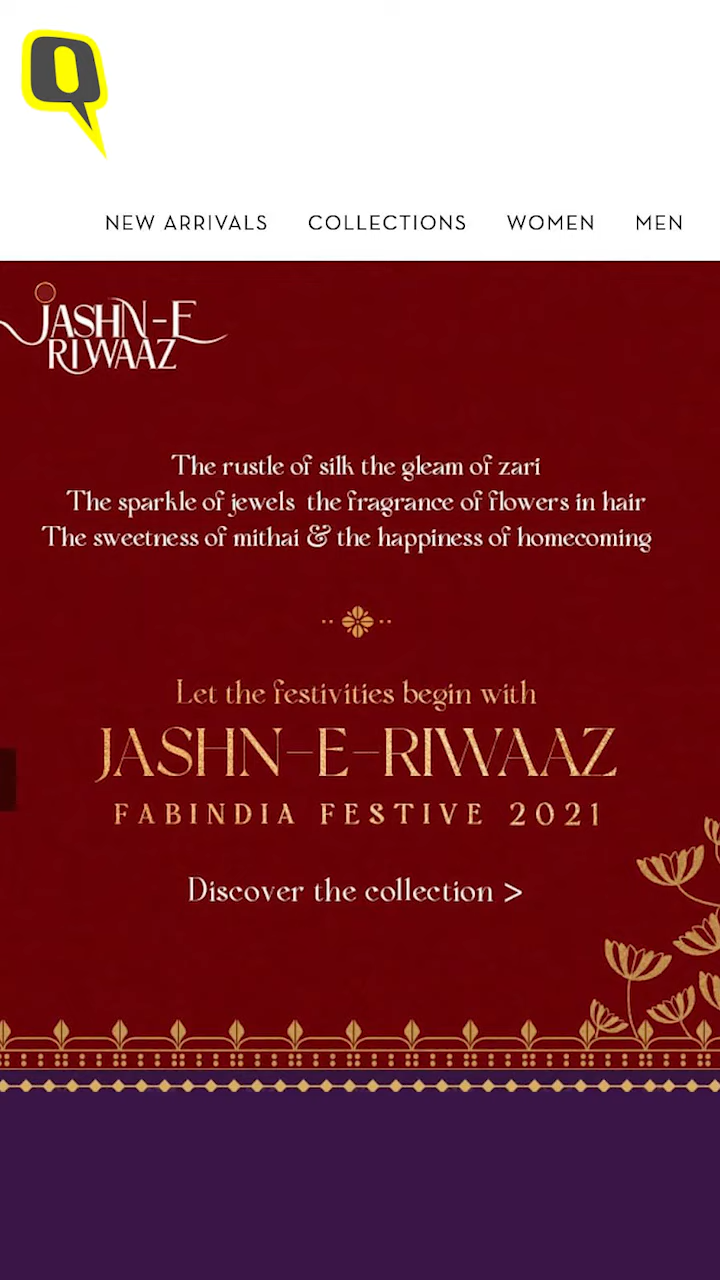 Q
NEW ARRIVALS COLLECTIONS WOMEN MEN
JASHN-E
RIWAAZ
The rustle of silk the gleam of zari
The sparkle of jewels the fragrance of flowers in hair
The sweetness of mithai & the happiness of homecoming
Let the festivities begin with
JASHN-E-RIWAAZ
FABINDIA FESTIVE 2021
Discover the collection >